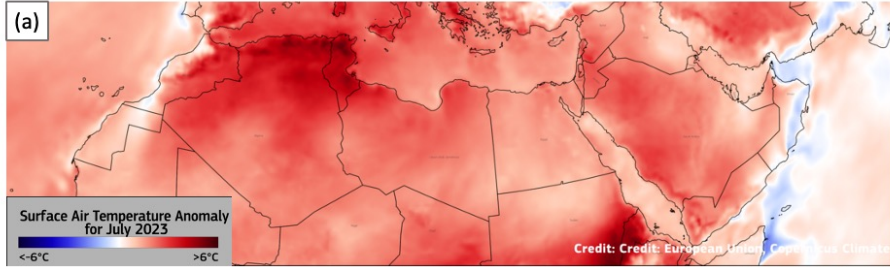 (a)
Surface Air Temperature Anomaly
for July 2023
<-6°C >6°C
Credit: Credit: European Union, Copernicus Climate